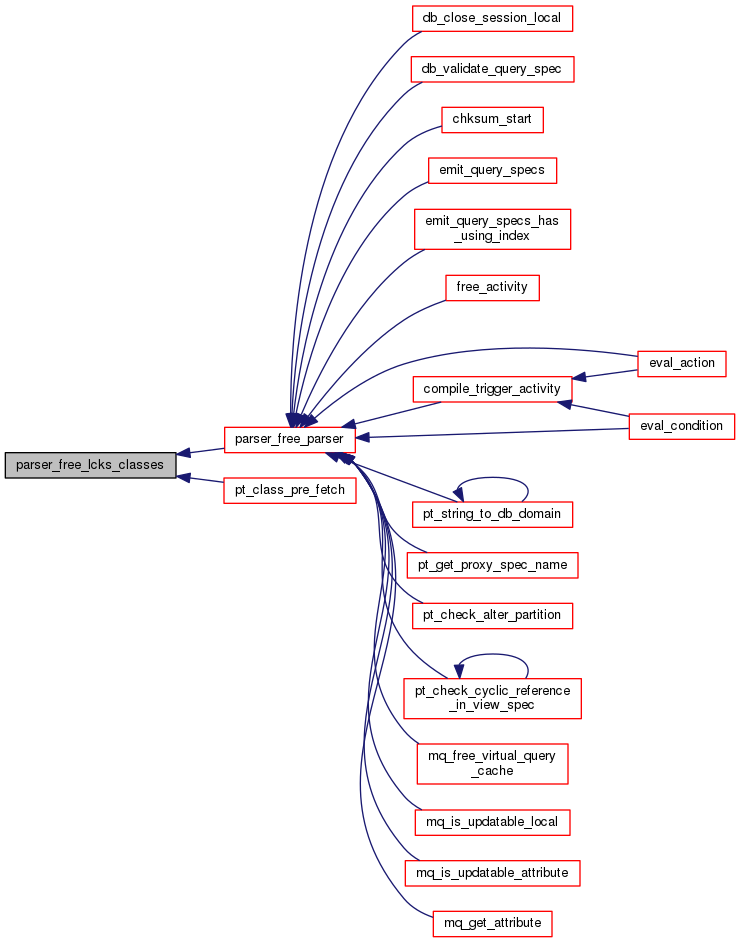 db_close_session_local
db_validate_query_spec
chksum_start
emit_query_specs
emit_query_specs_has
_using_index
free_activity
eval_action
compile_trigger_activity
eval_condition
parser_free_parser
parser_free_lcks_classes
pt_class_pre_fetch
pt_string_to_db_domain
pt_get_proxy_spec_name
pt_check_alter_partition
pt_check_cyclic_reference
_in_view_spec
mq_free_virtual_query
_cache
mq_is_updatable_local
mq_is_updatable_attribute
mq_get_attribute